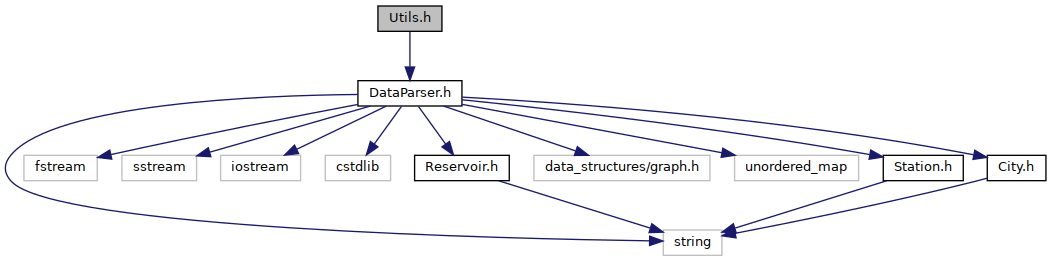 Utils.h
DataParser.h
fstream
sstream
iostream
cstdlib
Reservoir.h
data_structures/graph.h
unordered_map
Station.h
City.h
string